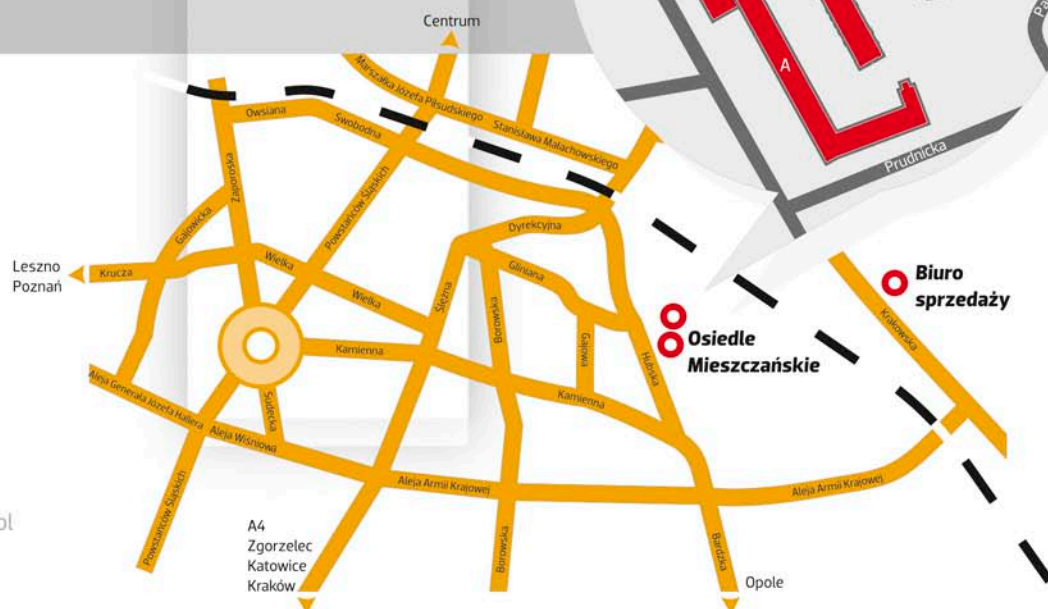 Centrum
Marszałka Józefa Piłsudskiego
Stanisława Małachowskiego
A
Prudnicka
Owsiana
Swobodna
Zaporoska
Powstańców Śląskich
Gajowicka
Dyrekcyjna
Leszno
Poznań
Krucza
Wielka
Wielka
Ślężna
Gliniana
Borowska
Gajowa
Hubska
Osiedle
Mieszczańskie
Biuro
sprzedaży
Krakowska
Kamienna
Kamienna
Aleja Generała Józefa Hallera
Aleja Wiśniowa
Sudecka
Powstańców Śląskich
Aleja Armii Krajowej
Aleja Armii Krajowej
Borowska
Bardzka
A4
Zgorzelec
Katowice
Kraków
Opole